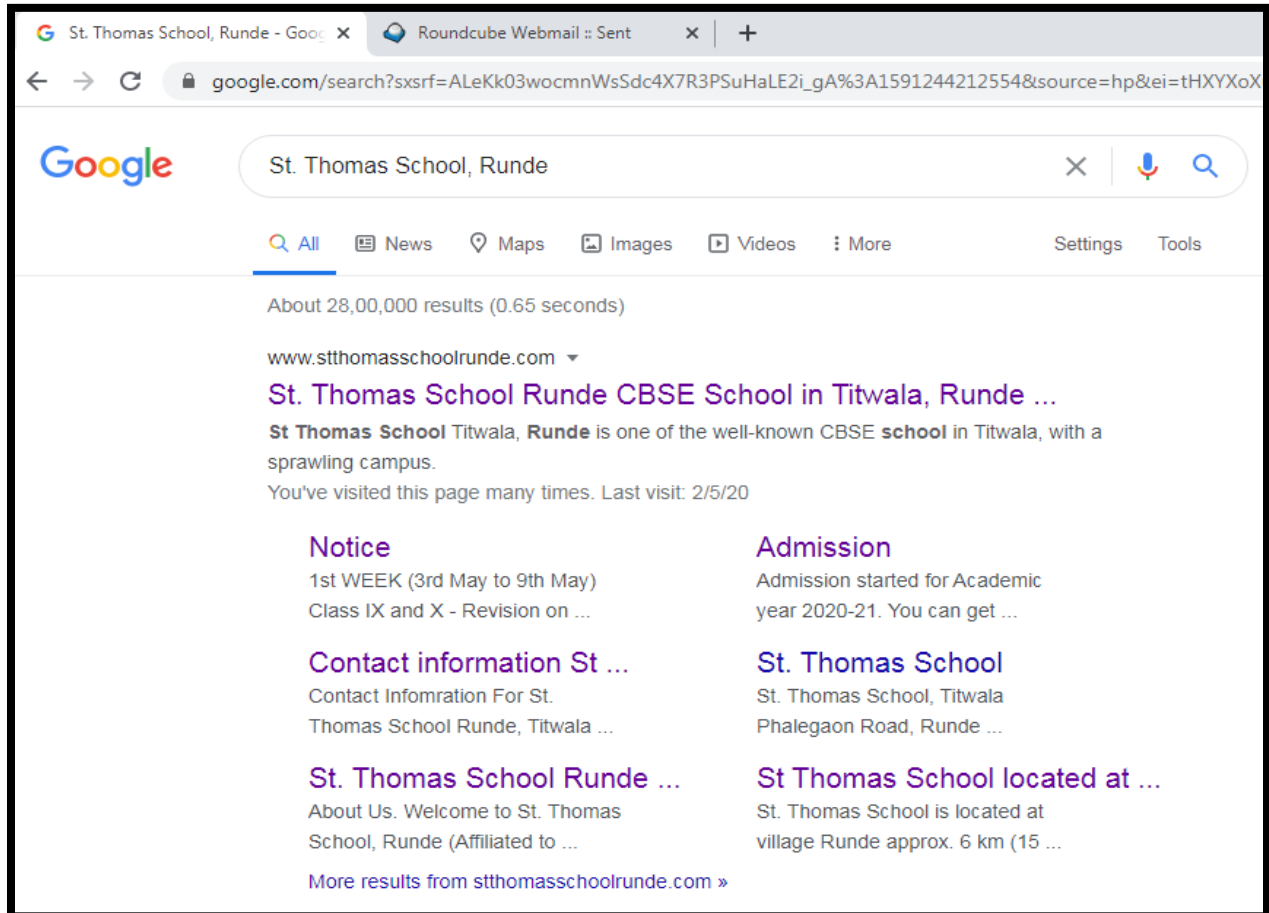 St. Thomas School, Runde - Goog
Roundcube Webmail :: Sent
google.com/search?sxsrf=ALeKk03wocmnWsSdc4X7R3PSuHaLE2i_gA%3A1591244212554&source=hp&ei=tHXYXoX
Google
St. Thomas School, Runde
All News Maps Images Videos More Settings Tools
About 28,00,000 results (0.65 seconds)
www.stthomasschoolrunde.com
St. Thomas School Runde CBSE School in Titwala, Runde ...
St Thomas School Titwala, Runde is one of the well-known CBSE school in Titwala, with a
sprawling campus.
You've visited this page many times. Last visit: 2/5/20
Notice
1st WEEK (3rd May to 9th May)
Class IX and X - Revision on ...
Admission
Admission started for Academic
year 2020-21. You can get ...
Contact information St ...
Contact Infomration For St.
Thomas School Runde, Titwala ...
St. Thomas School
St. Thomas School, Titwala
Phalegaon Road, Runde ...
St. Thomas School Runde ...
About Us. Welcome to St. Thomas
School, Runde (Affiliated to ...
St Thomas School located at ...
St. Thomas School is located at
village Runde approx. 6 km (15 ...
More results from stthomasschoolrunde.com »